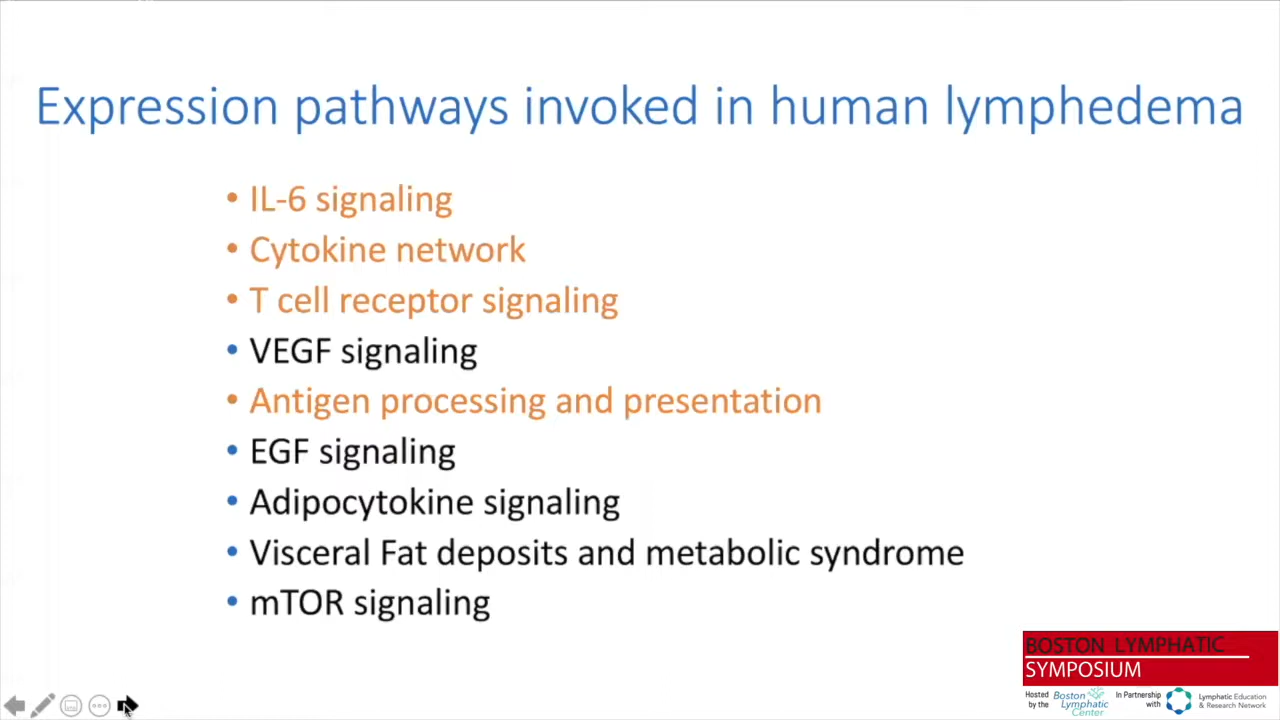 Expression pathways invoked in human lymphedema
• IL-6 signaling
• Cytokine network
• T cell receptor signaling
• VEGF signaling
• Antigen processing and presentation
• EGF signaling
• Adipocytokine signaling
• Visceral Fat deposits and metabolic syndrome
• mTOR signaling
BOSTON LYMPHATIC
SYMPOSIUM
Hosted
by the
Boston
Lymphatic
Center
In Partnership
with
Lymphatic Education
& Research Network